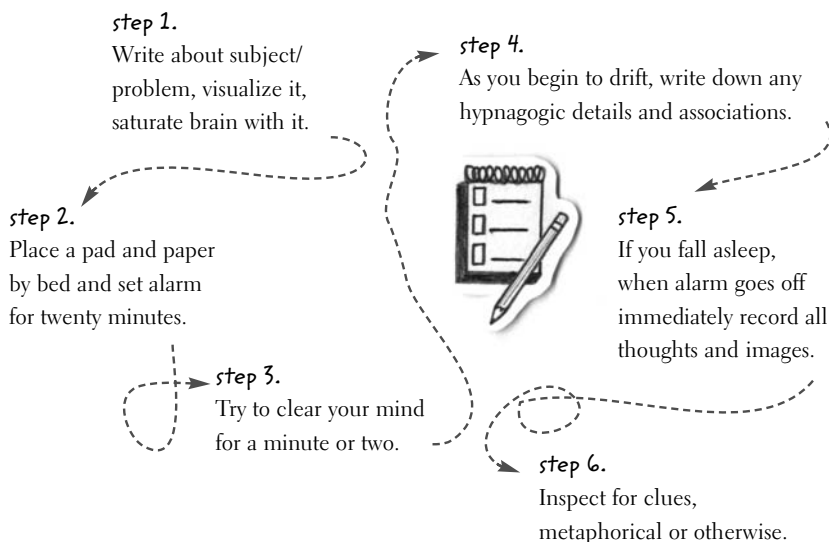 step 1.
Write about subject/
problem, visualize it,
saturate brain with it.
step 2.
Place a pad and paper
by bed and set alarm
for twenty minutes.
step 3.
Try to clear your mind
for a minute or two.
step 4.
As you begin to drift, write down any
hypnagogic details and associations.
step 5.
If you fall asleep,
when alarm goes off
immediately record all
thoughts and images.
step 6.
Inspect for clues,
metaphorical or otherwise.